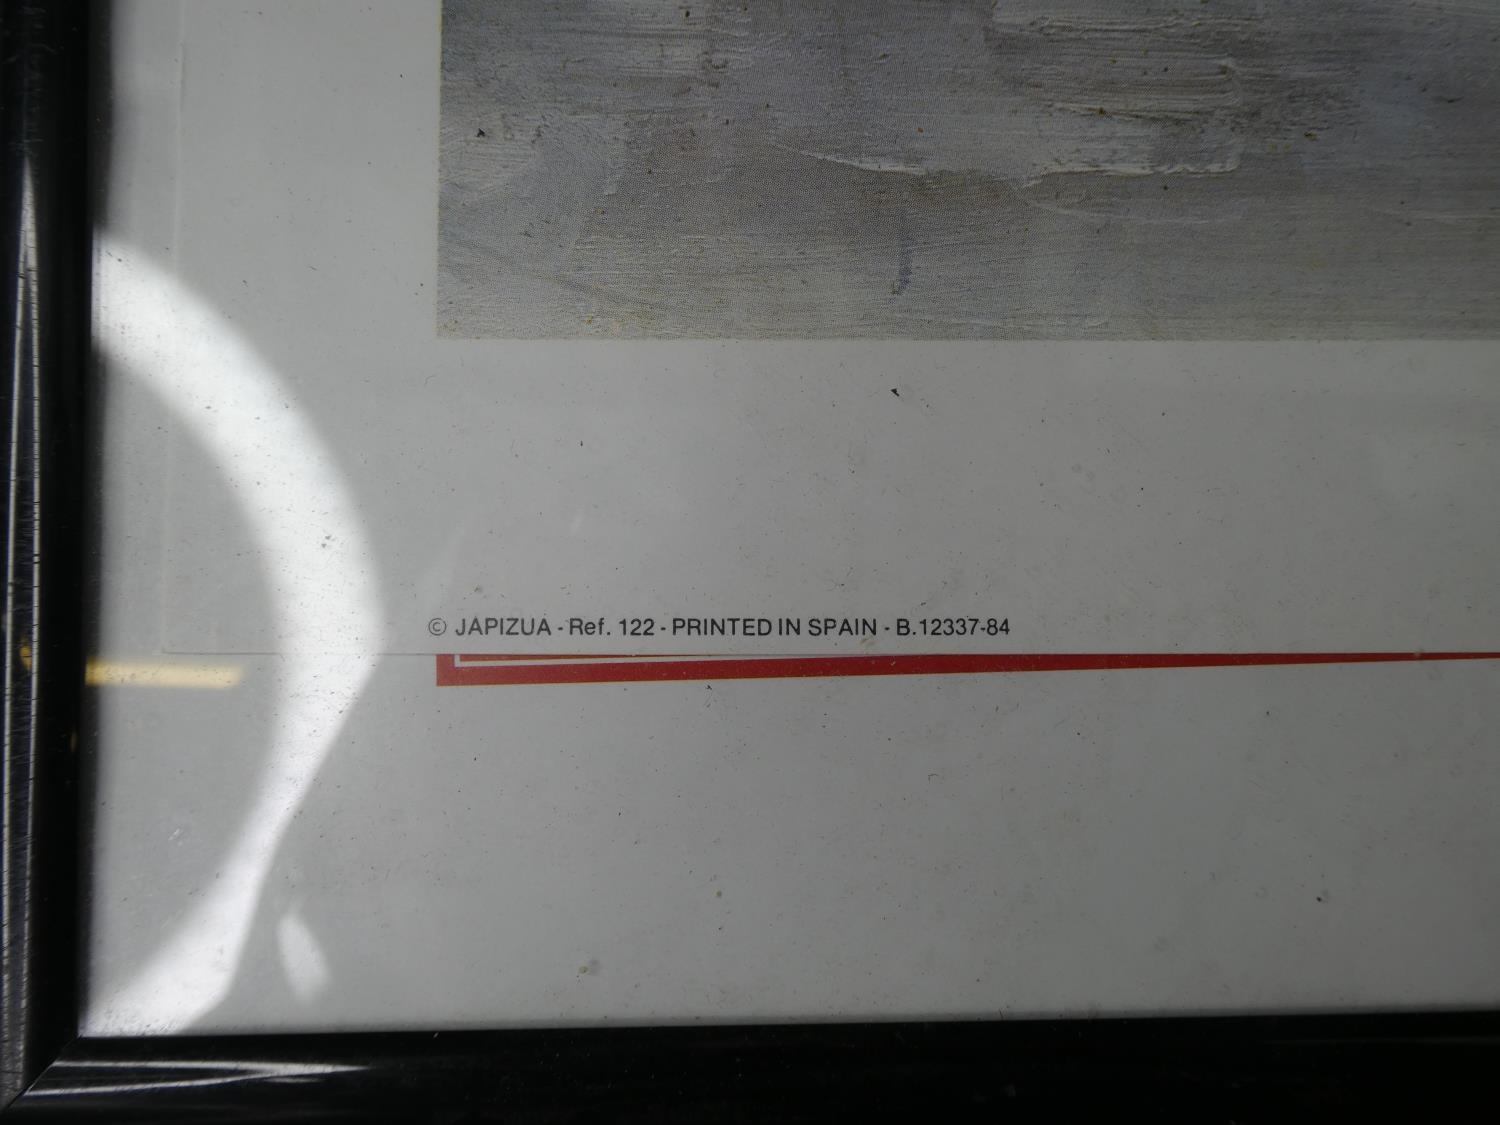 © JAPIZUA - Ref. 122 - PRINTED IN SPAIN - B.12337-84